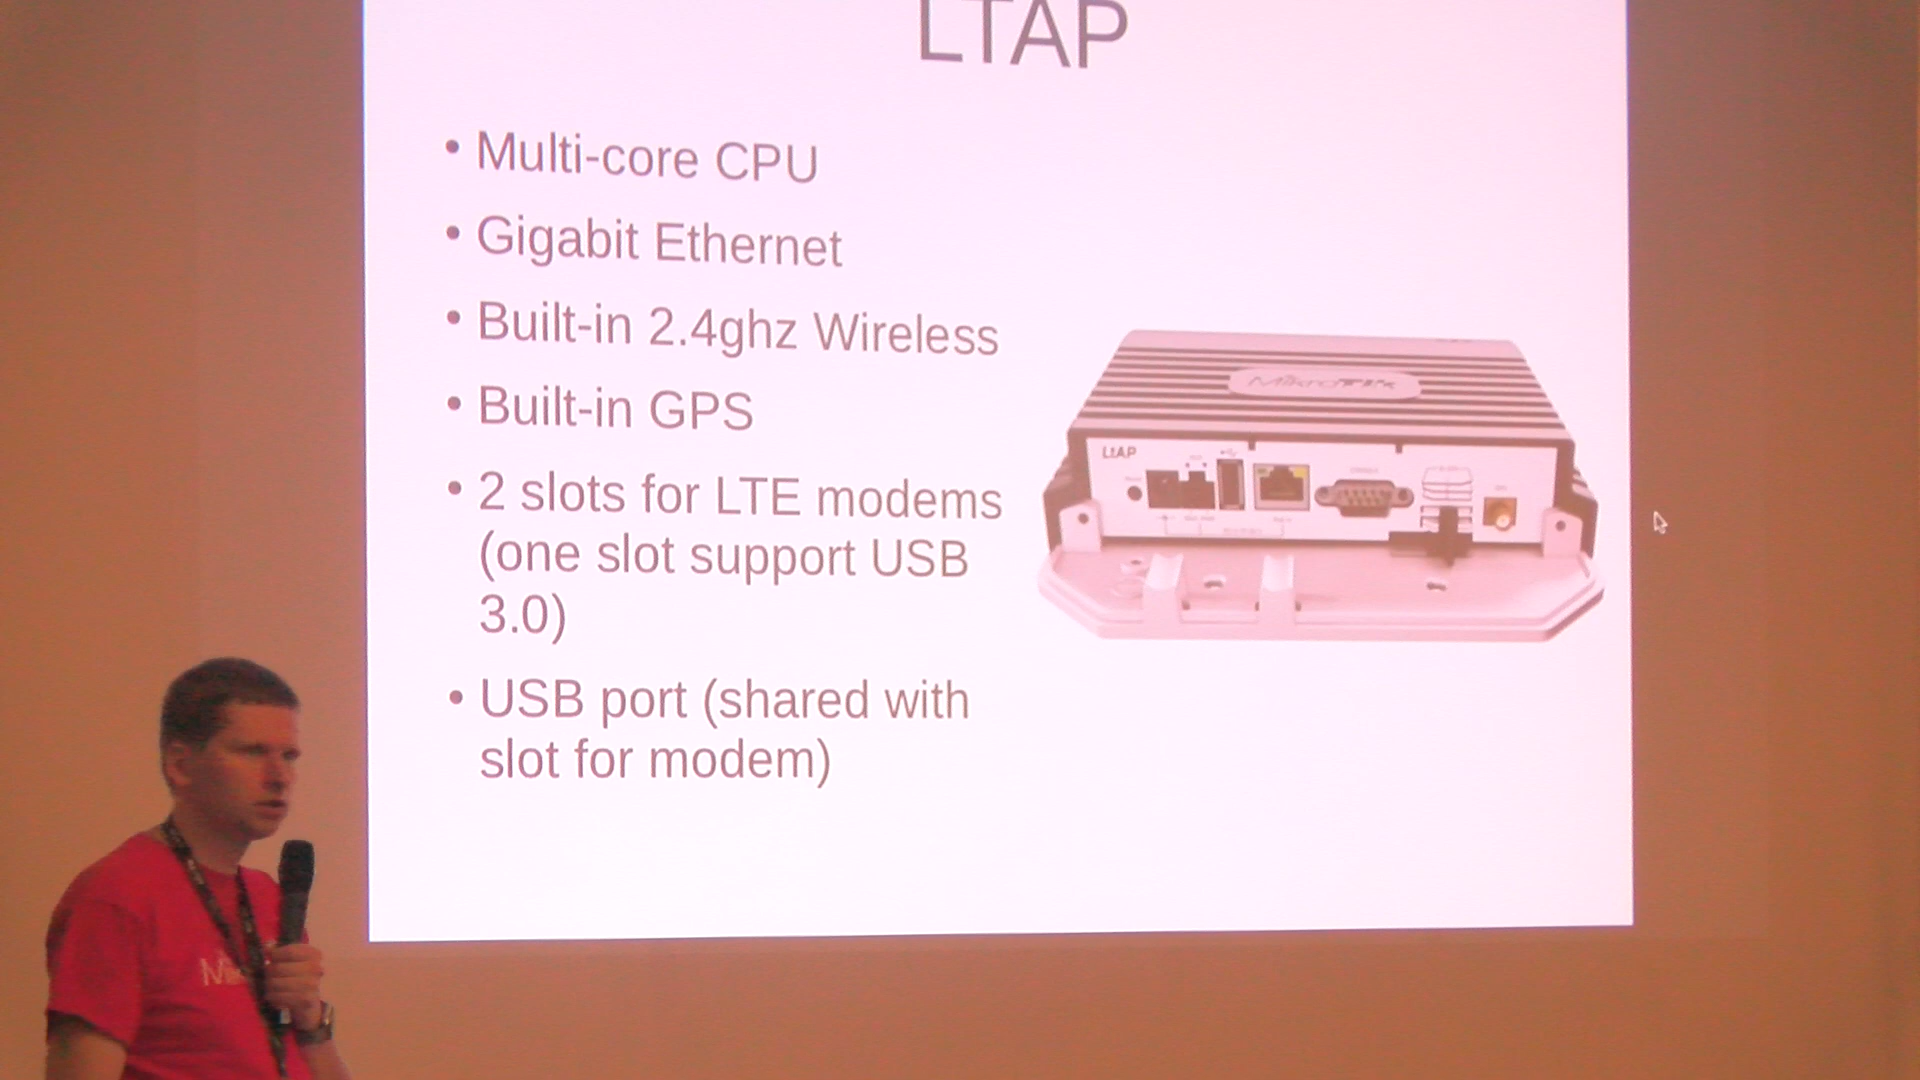 LTAP
• Multi-core CPU
• Gigabit Ethernet
• Built-in 2.4ghz Wireless
• Built-in GPS
• 2 slots for LTE modems
(one slot support USB
3.0)
• USB port (shared with
slot for modem)
MikroTik
LtAP